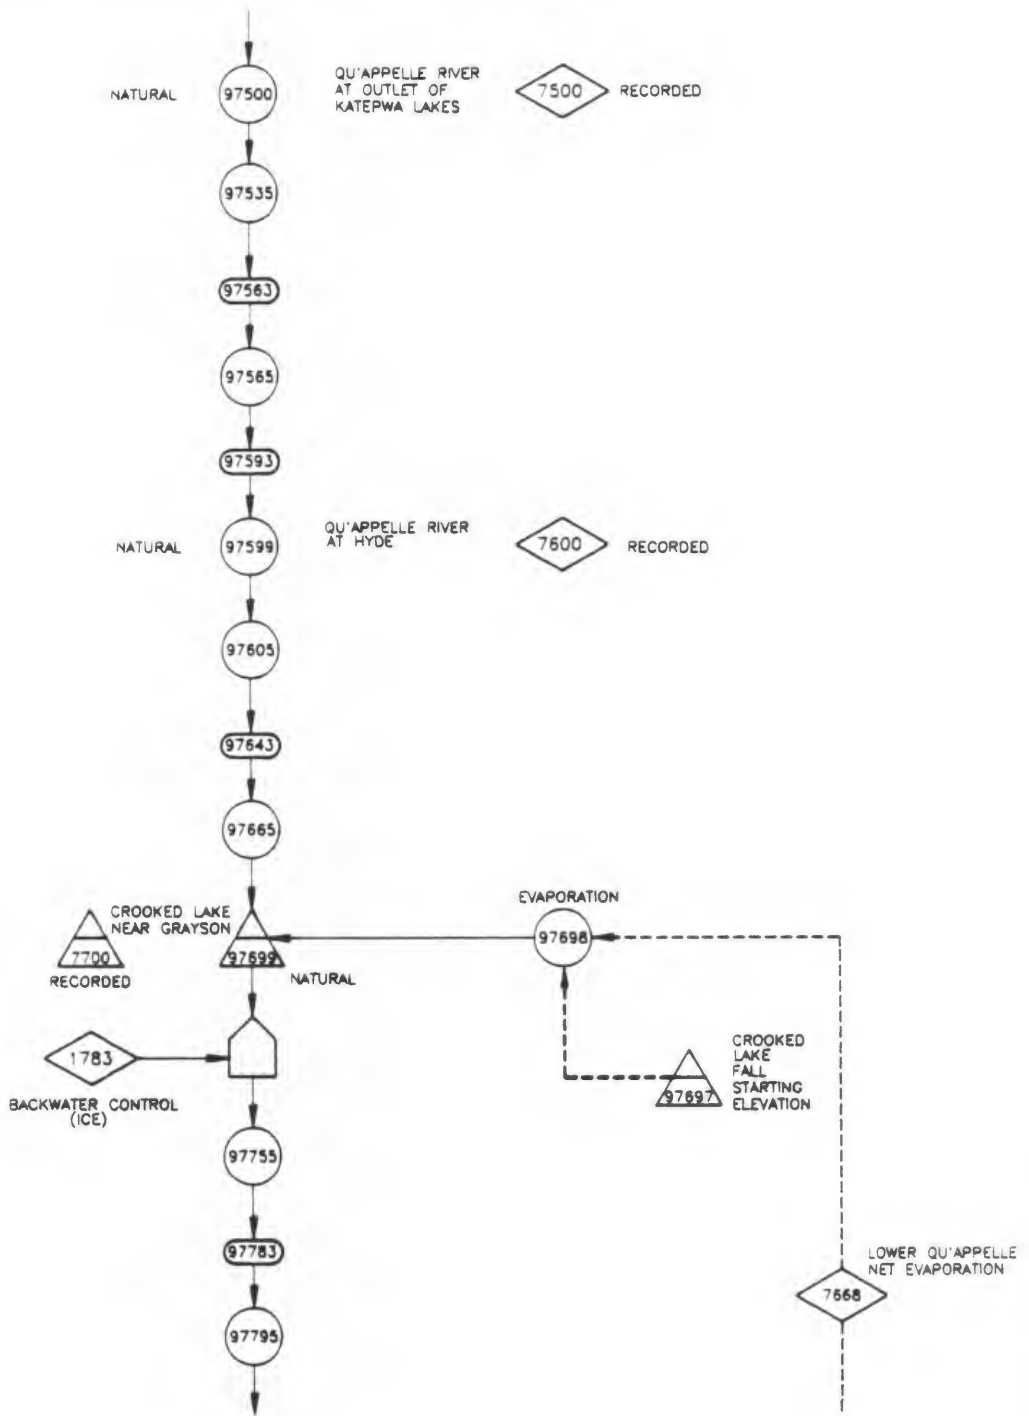 QU'APPELLE RIVER
AT OUTLET OF
KATEPWA LAKES
NATURAL
97500
7500
RECORDED
97535
97563
97565
97593
QU'APPELLE RIVER
AT HYDE
NATURAL
97599
7600
RECORDED
97605
97643
97665
EVAPORATION
CROOKED LAKE
NEAR GRAYSON
7700
RECORDED
97699
NATURAL
97698
1783
BACKWATER CONTROL
(ICE)
CROOKED
LAKE
FALL
STARTING
ELEVATION
97697
97755
97783
LOWER QU'APPELLE
NET EVAPORATION
7668
97795